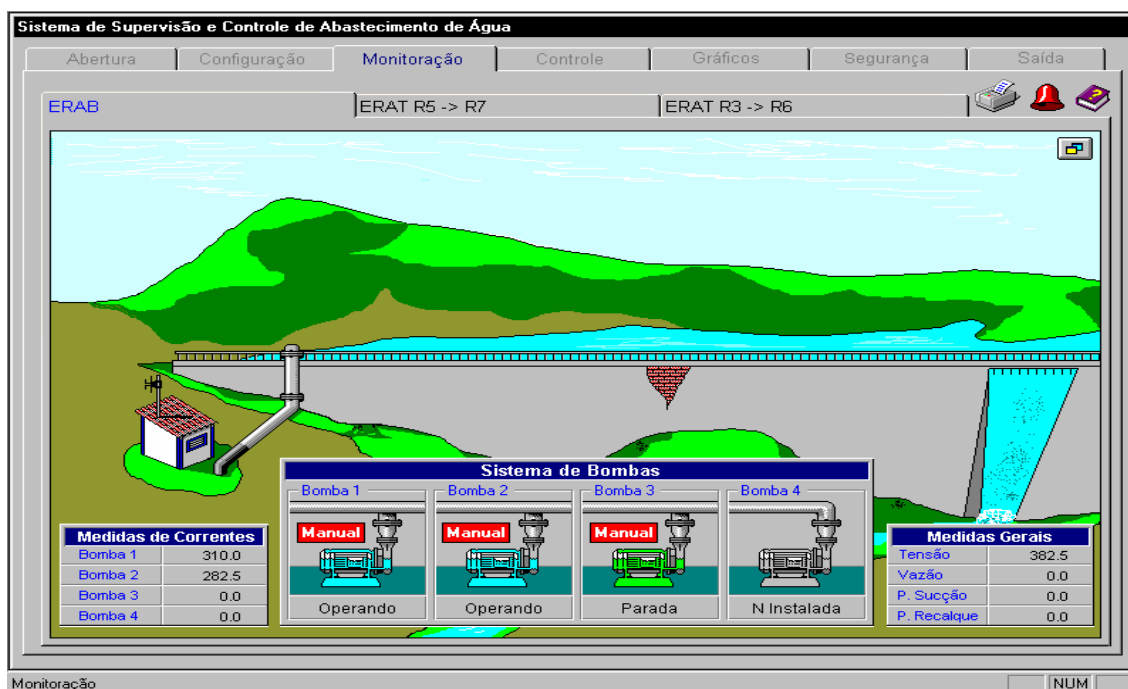 Sistema de Supervisão e Controle de Abastecimento de Água
Abertura Configuração Monitoração Controle Gráficos Segurança Saída
ERAB ERAT R5 -> R7 ERAT R3 -> R6
Sistema de Bombas
Bomba 1 Bomba 2 Bomba 3 Bomba 4
Manual Manual Manual
Operando Operando Parada N Instalada
Medidas de Correntes
Bomba 1 310.0
Bomba 2 282.5
Bomba 3 0.0
Bomba 4 0.0
Medidas Gerais
Tensão 382.5
Vazão 0.0
P. Sucção 0.0
P. Recalque 0.0
Monitoração NUM